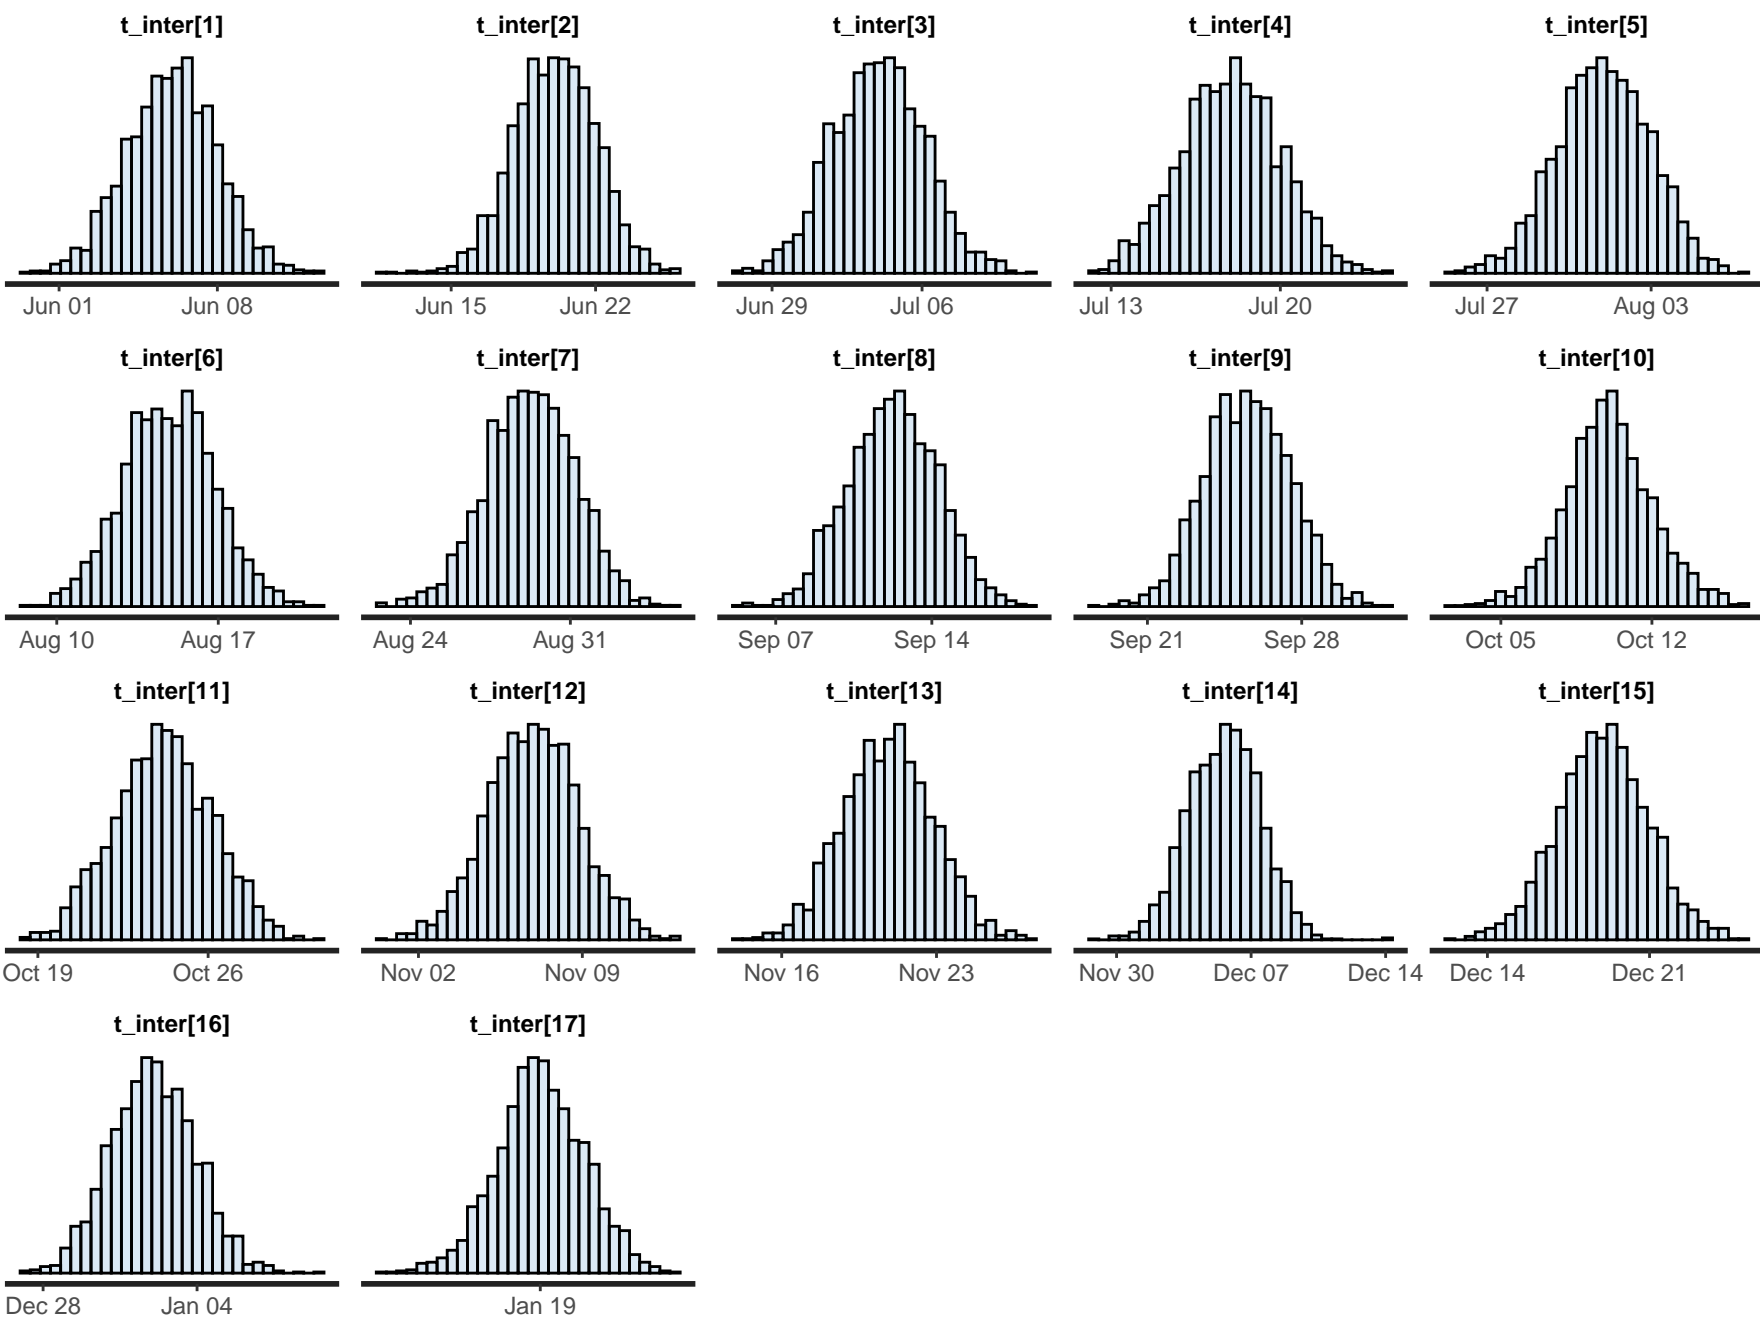 t_inter[1] t_inter[2] t_inter[3] t_inter[4] t_inter[5]
Jun 01 Jun 08 Jun 15 Jun 22 Jun 29 Jul 06 Jul 13 Jul 20 Jul 27 Aug 03
t_inter[6] t_inter[7] t_inter[8] t_inter[9] t_inter[10]
Aug 10 Aug 17 Aug 24 Aug 31 Sep 07 Sep 14 Sep 21 Sep 28 Oct 05 Oct 12
t_inter[11] t_inter[12] t_inter[13] t_inter[14] t_inter[15]
Oct 19 Oct 26 Nov 02 Nov 09 Nov 16 Nov 23 Nov 30 Dec 07 Dec 14 Dec 14 Dec 21
t_inter[16] t_inter[17]
Dec 28 Jan 04 Jan 19